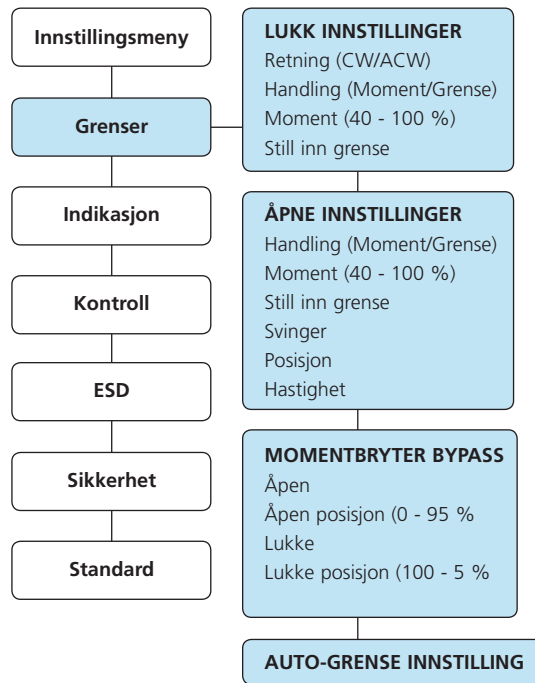 Innstillingsmeny
Grenser
Indikasjon
Kontroll
ESD
Sikkerhet
Standard
LUKK INNSTILLINGER
Retning (CW/ACW)
Handling (Moment/Grense)
Moment (40 - 100 %)
Still inn grense
ÅPNE INNSTILLINGER
Handling (Moment/Grense)
Moment (40 - 100 %)
Still inn grense
Svinger
Posisjon
Hastighet
MOMENTBRYTER BYPASS
Åpen
Åpen posisjon (0 - 95 %
Lukke
Lukke posisjon (100 - 5 %
AUTO-GRENSE INNSTILLING